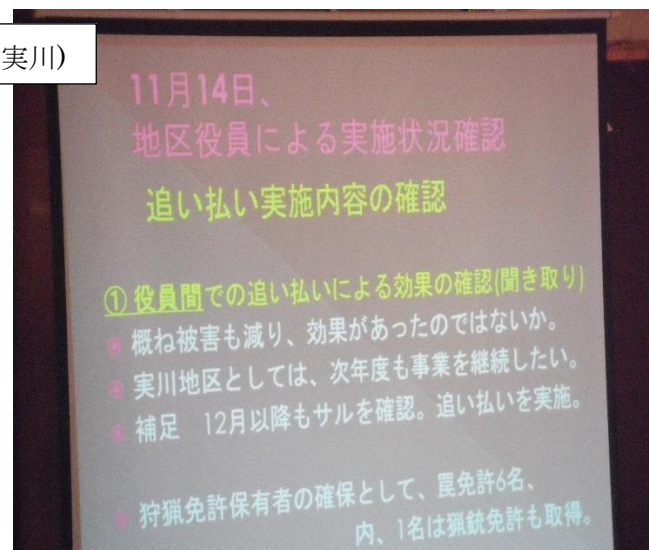 実川)
11月14日、
地区役員による実施状況確認
追い払い実施内容の確認
① 役員間での追い払いによる効果の確認(聞き取り)
概ね被害も減り、効果があったのではないか。
実川地区としては、次年度も事業を継続したい。
補足　12月以降もサルを確認。追い払いを実施。
狩猟免許保有者の確保として、罠免許6名、
内、1名は猟銃免許も取得。